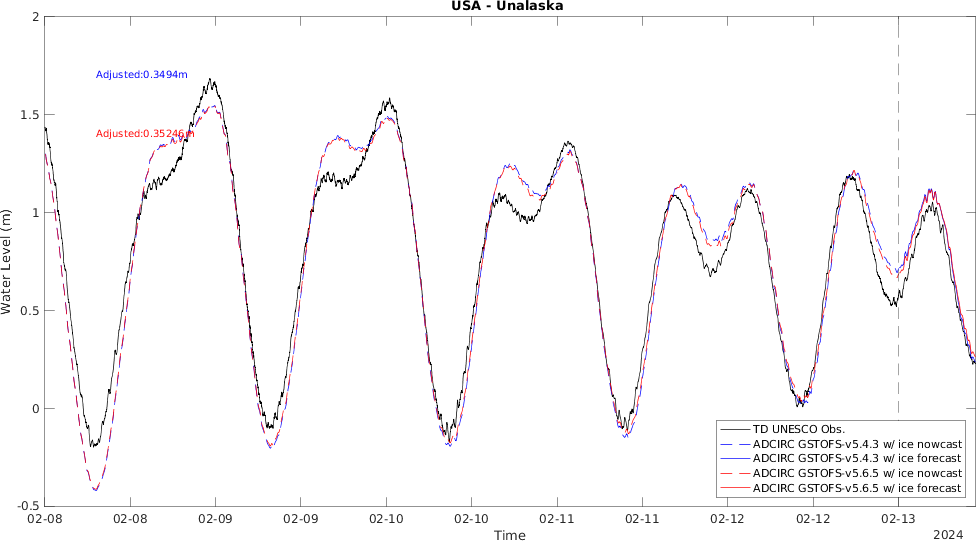 USA - Unalaska
2
1.5
1
0.5
0
-0.5
Water Level (m)
Adjusted:0.3494m
Adjusted:0.35246m
TD UNESCO Obs.
ADCIRC GSTOFS-v5.4.3 w/ ice nowcast
ADCIRC GSTOFS-v5.4.3 w/ ice forecast
ADCIRC GSTOFS-v5.6.5 w/ ice nowcast
ADCIRC GSTOFS-v5.6.5 w/ ice forecast
02-08 02-08 02-09 02-09 02-10 02-10 02-11 02-11 02-12 02-12 02-13
Time
2024